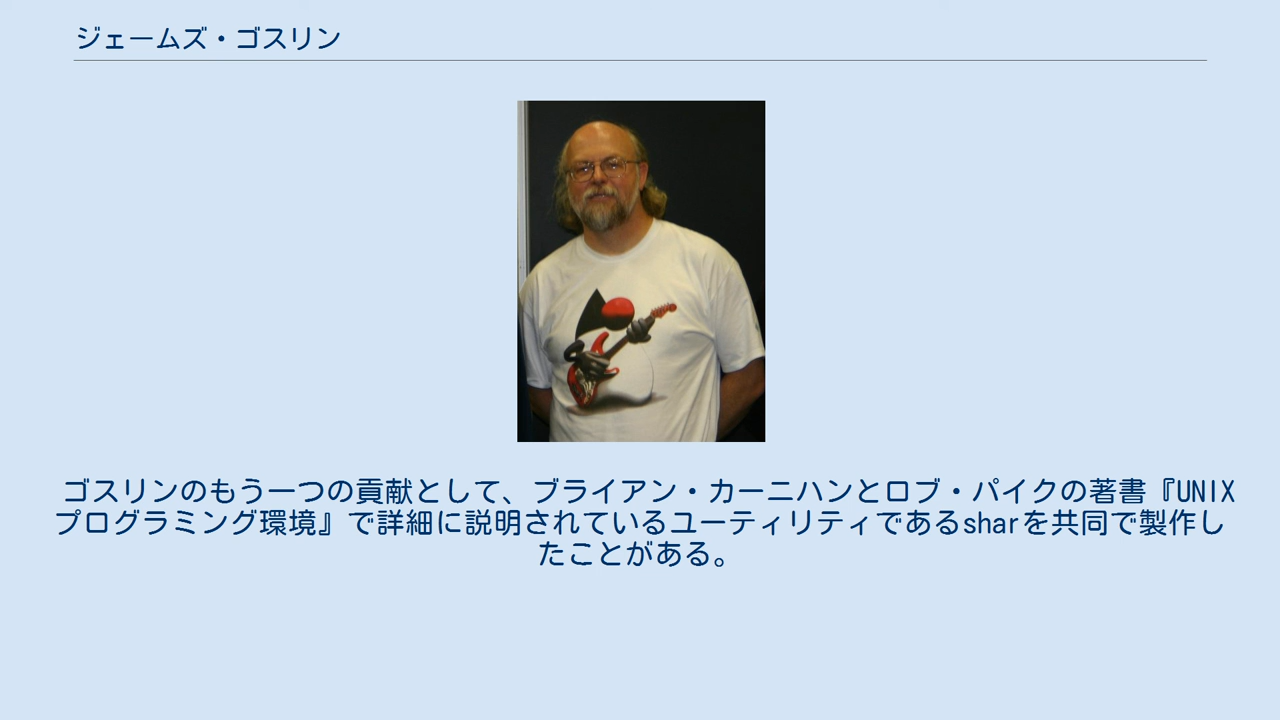 ジェームズ・ゴスリン
ゴスリンのもう一つの貢献として、ブライアン・カーニハンとロブ・パイクの著書『UNIX
プログラミング環境』で詳細に説明されているユーティリティであるsharを共同で製作し
たことがある。